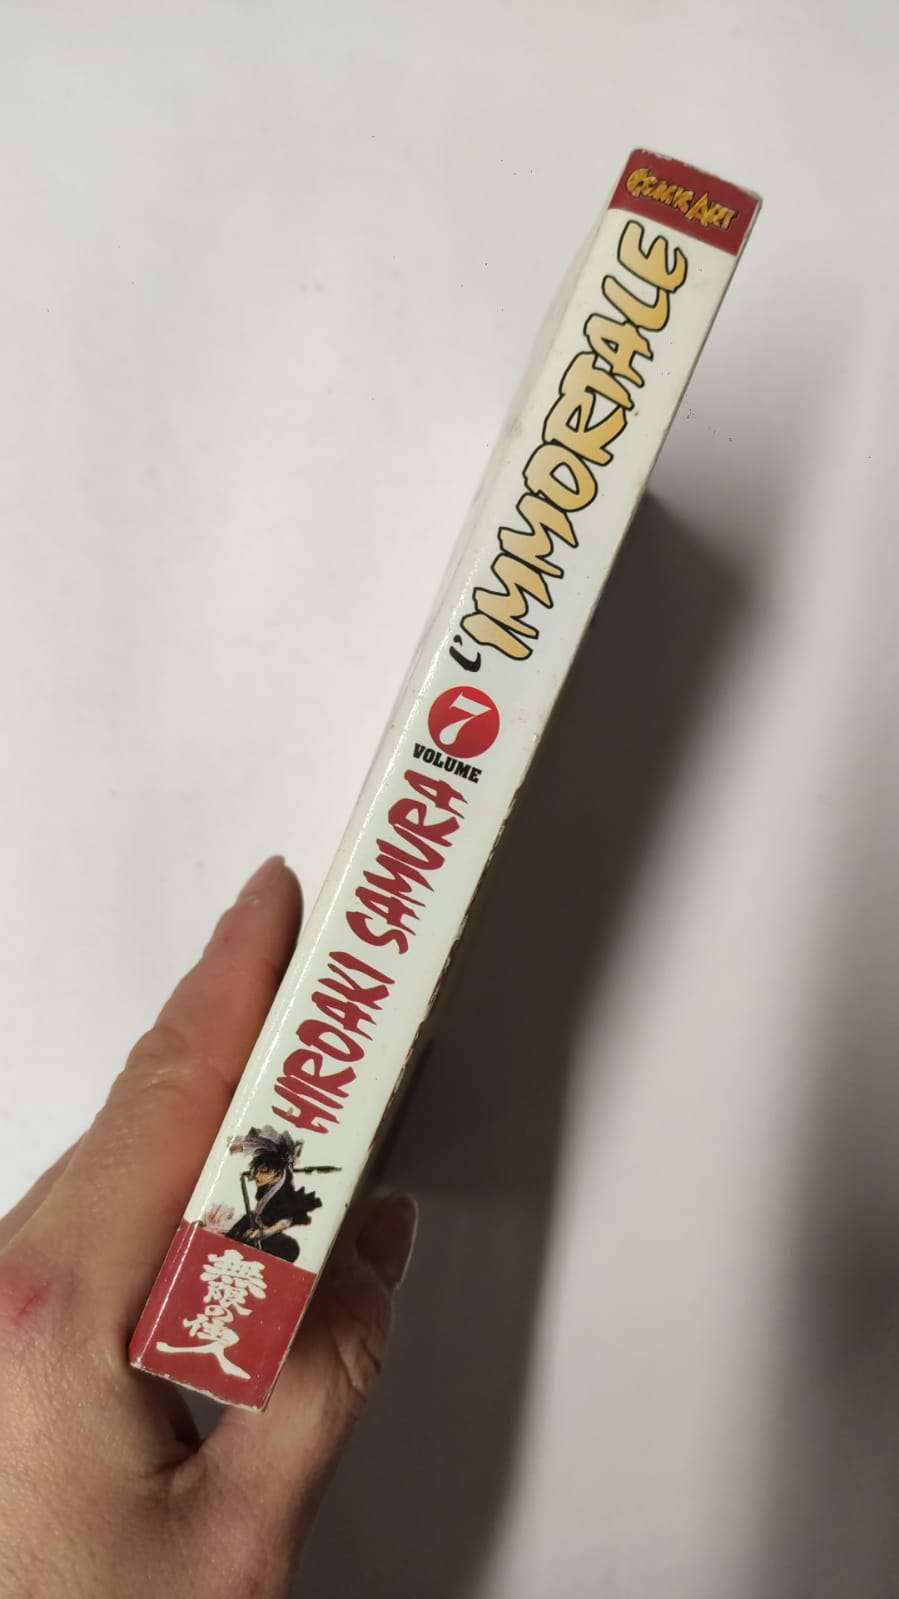 COMIC ART
L'IMMORTALE
7
VOLUME
HIROAKI SAMURA
無限の住人